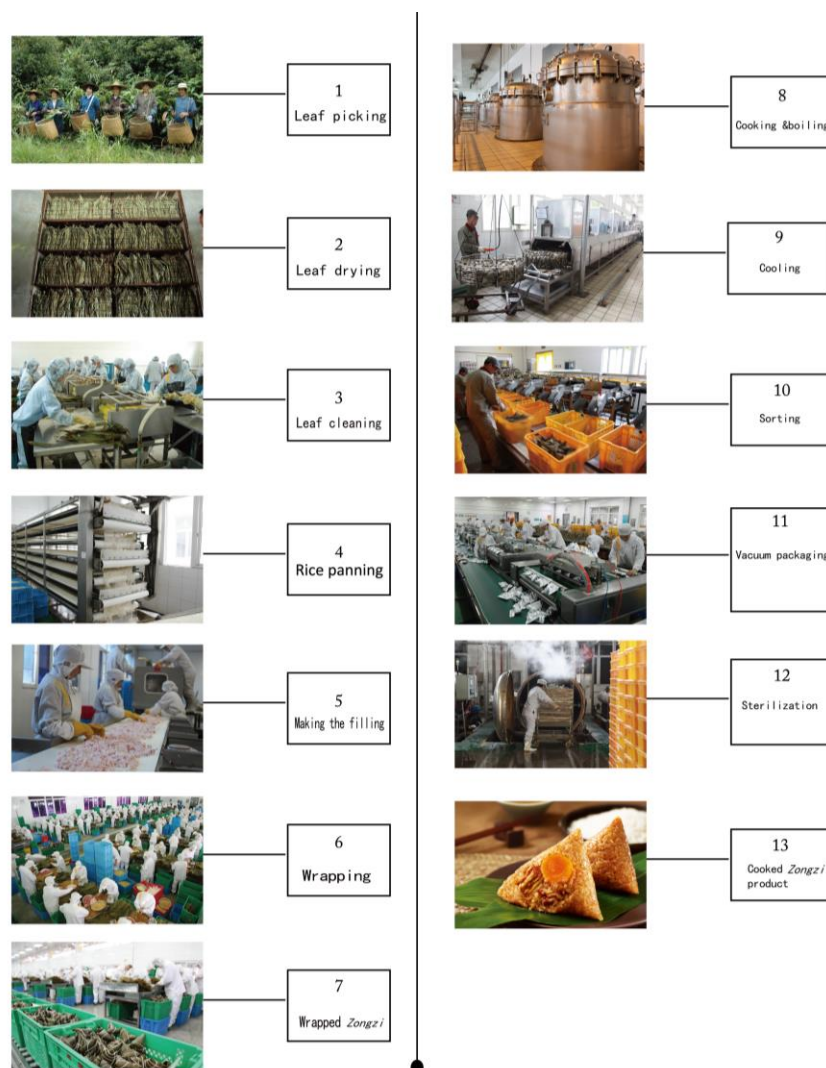 1
Leaf picking
2
Leaf drying
3
Leaf cleaning
4
Rice panning
5
Making the filling
6
Wrapping
7
Wrapped Zongzi
8
Cooking &boiling
9
Cooling
10
Sorting
11
Vacuum packaging
12
Sterilization
13
Cooked Zongzi
product